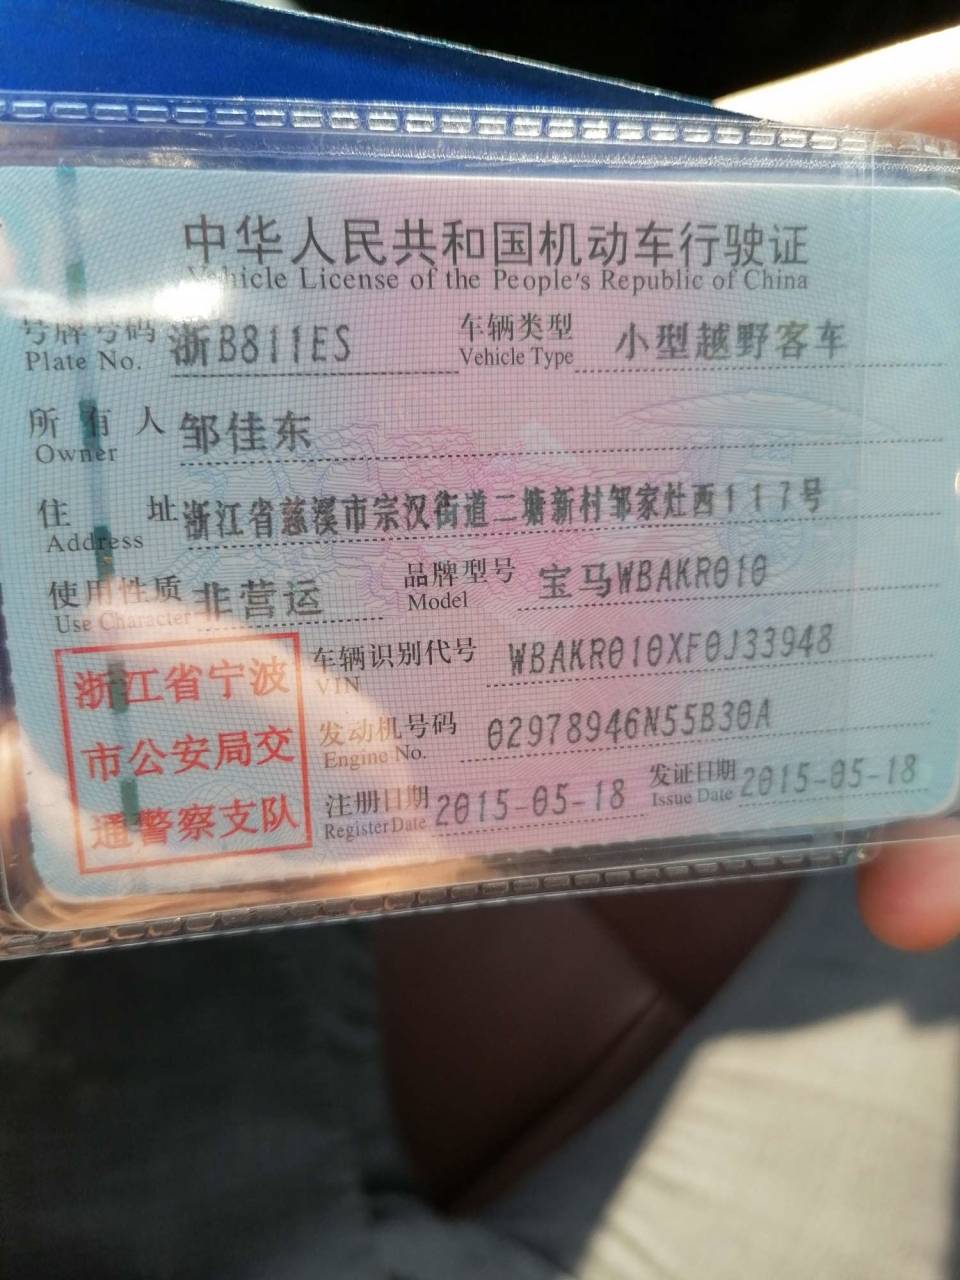 中华人民共和国机动车行驶证
Vehicle License of the People's Republic of China
号牌号码 浙B811ES 车辆类型 小型越野客车
Plate No. Vehicle Type
所有人 邹佳东
Owner
住址 浙江省慈溪市宗汉街道二塘新村邹家灶西117号
Address
使用性质 非营运 品牌型号 宝马WBAKR010
Use Character Model
车辆识别代号 WBAKR010XF0J33948
VIN
发动机号码 02978946N55B30A
Engine No.
注册日期 2015-05-18 发证日期 2015-05-18
Register Date Issue Date
浙江省宁波
市公安局交
通警察支队